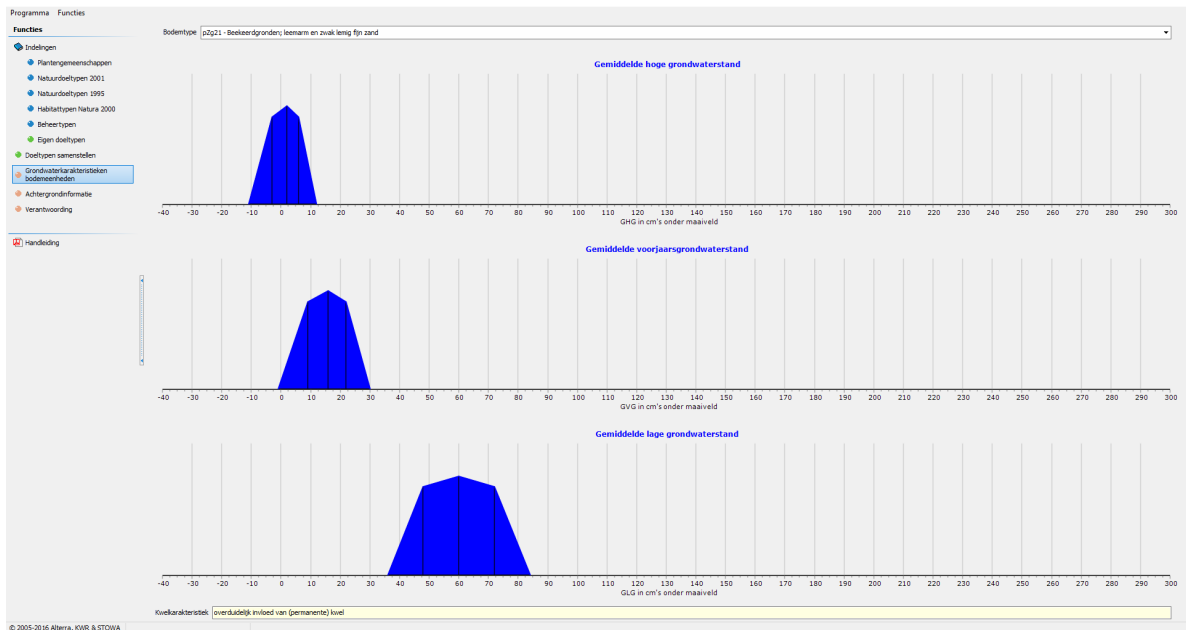 Programma Functies
Functies
Indelingen
Plantengemeenschappen
Natuurdoeltypen 2001
Natuurdoeltypen 1995
Habitattypen Natura 2000
Beheertypen
Eigen doeltypen
Doeltypen samenstellen
Grondwaterkarakteristieken
bodemeenheden
Achtergrondinformatie
Verantwoording
Handleiding
Bodemtype pZg21 - Beekeerdgronden; leemarm en zwak lemig fijn zand
Gemiddelde hoge grondwaterstand
-40 -30 -20 -10 0 10 20 30 40 50 60 70 80 90 100 110 120 130 140 150 160 170 180 190 200 210 220 230 240 250 260 270 280 290 300
GHG in cm's onder maaiveld
Gemiddelde voorjaarsgrondwaterstand
-40 -30 -20 -10 0 10 20 30 40 50 60 70 80 90 100 110 120 130 140 150 160 170 180 190 200 210 220 230 240 250 260 270 280 290 300
GVG in cm's onder maaiveld
Gemiddelde lage grondwaterstand
-40 -30 -20 -10 0 10 20 30 40 50 60 70 80 90 100 110 120 130 140 150 160 170 180 190 200 210 220 230 240 250 260 270 280 290 300
GLG in cm's onder maaiveld
Kwelkarakteristiek overduidelijk invloed van (permanente) kwel
© 2005-2016 Alterra, KWR & STOWA